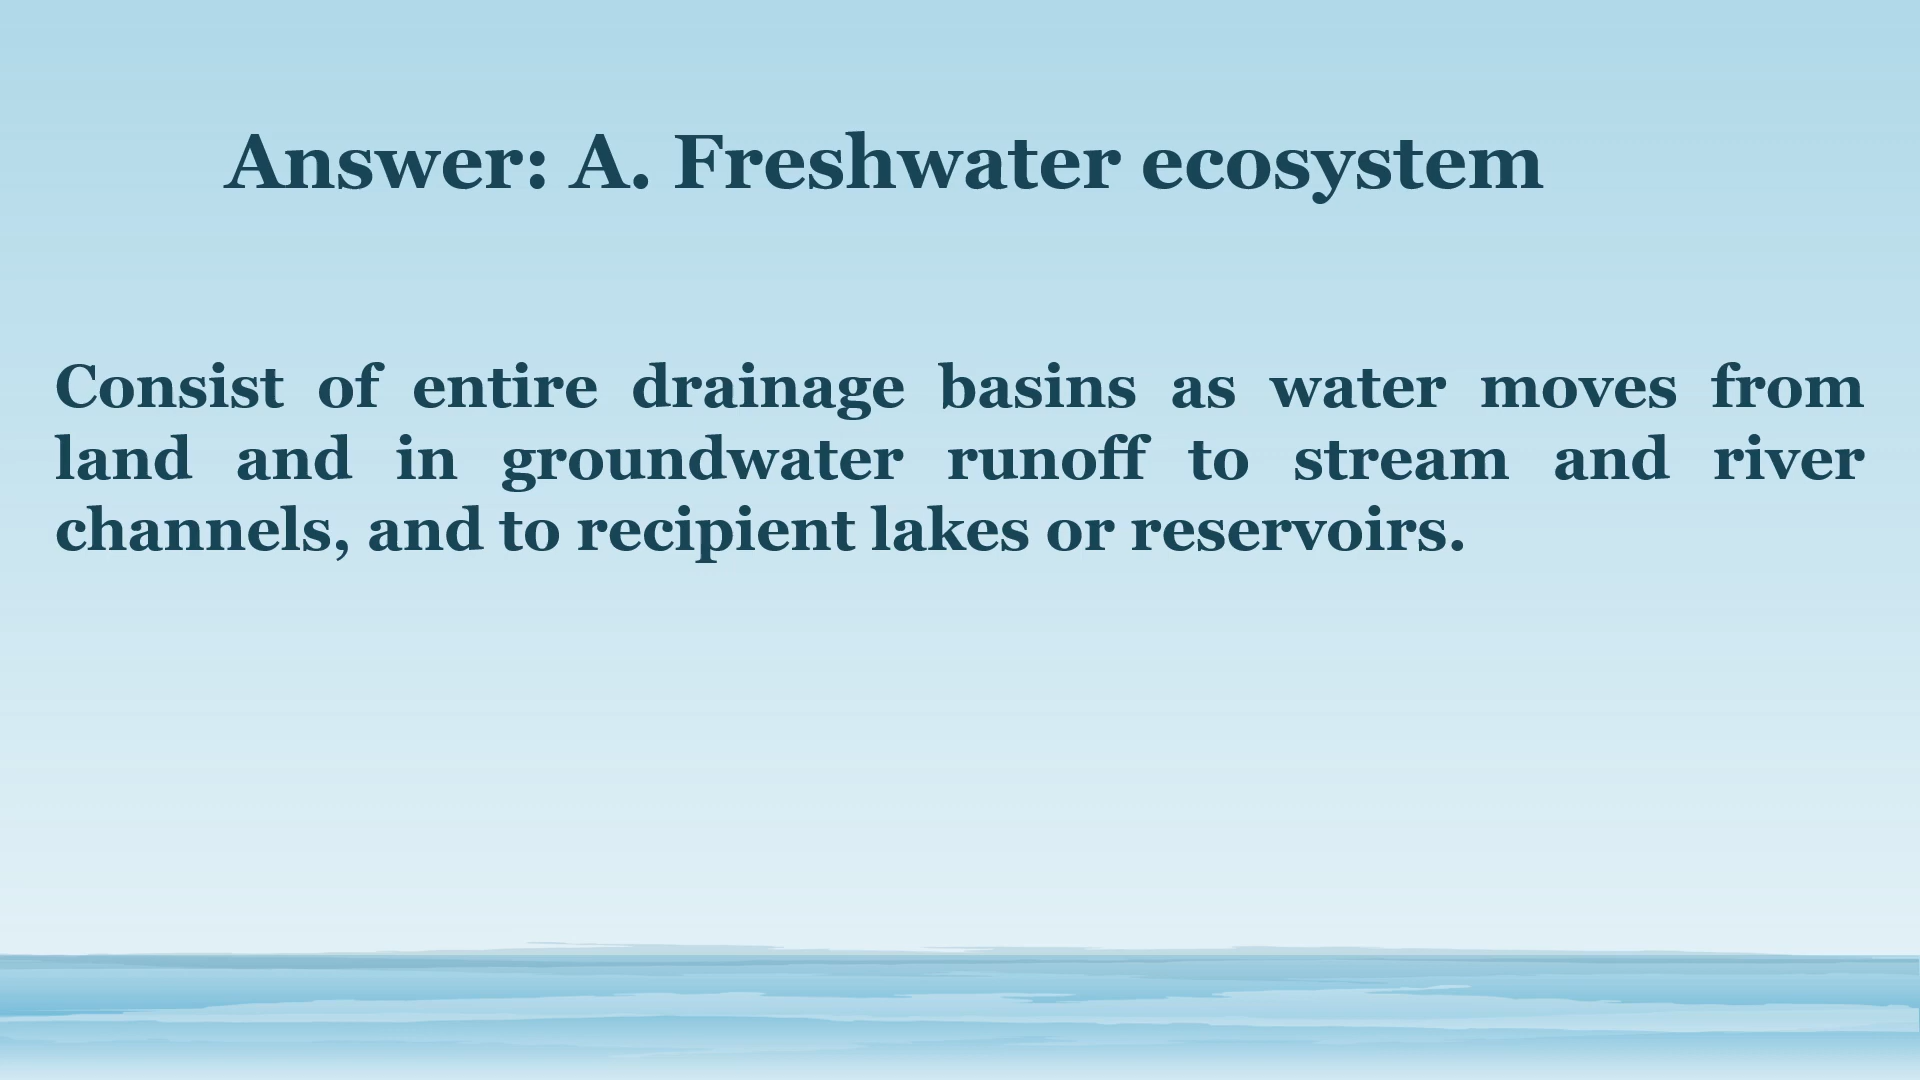 Answer: A. Freshwater ecosystem
Consist of entire drainage basins as water moves from
land and in groundwater runoff to stream and river
channels, and to recipient lakes or reservoirs.